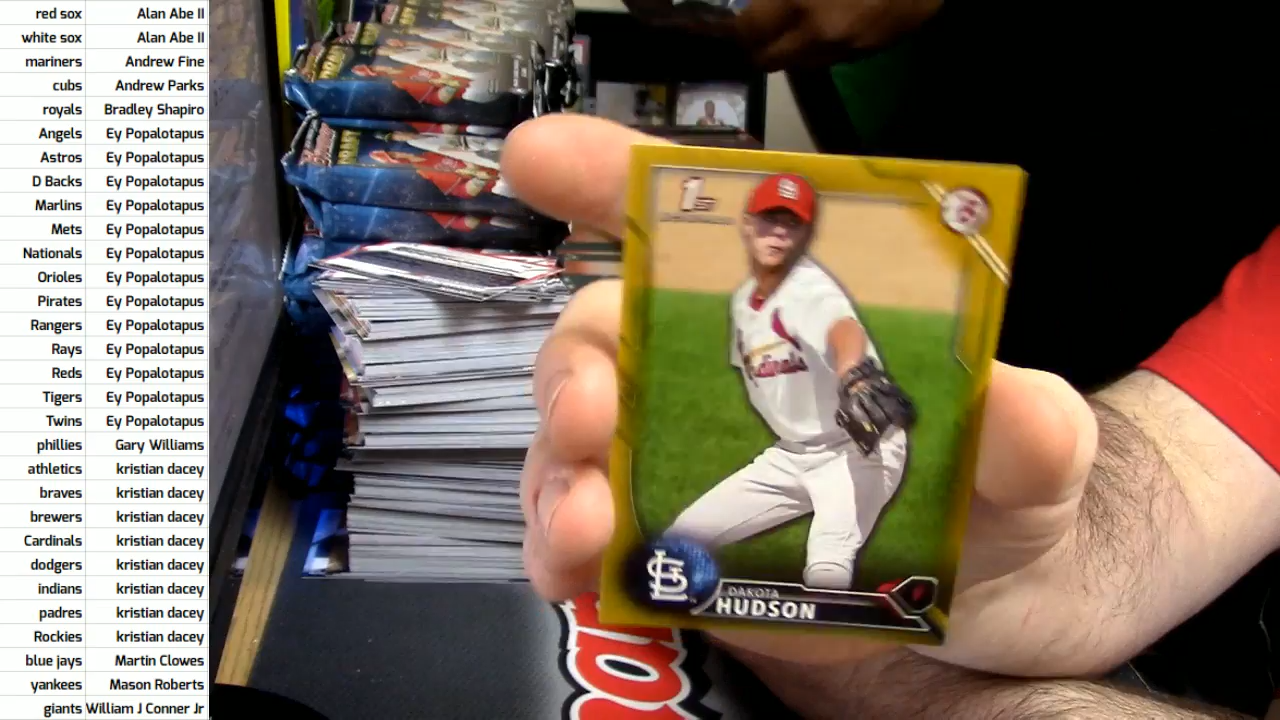 red sox Alan Abe II
white sox Alan Abe II
mariners Andrew Fine
cubs Andrew Parks
royals Bradley Shapiro
Angels Ey Popalotapus
Astros Ey Popalotapus
D Backs Ey Popalotapus
Marlins Ey Popalotapus
Mets Ey Popalotapus
Nationals Ey Popalotapus
Orioles Ey Popalotapus
Pirates Ey Popalotapus
Rangers Ey Popalotapus
Rays Ey Popalotapus
Reds Ey Popalotapus
Tigers Ey Popalotapus
Twins Ey Popalotapus
phillies Gary Williams
athletics kristian dacey
braves kristian dacey
brewers kristian dacey
Cardinals kristian dacey
dodgers kristian dacey
indians kristian dacey
padres kristian dacey
Rockies kristian dacey
blue jays Martin Clowes
yankees Mason Roberts
giants William J Conner Jr
1ST
B
Cardinals
STL
DAKOTA
HUDSON